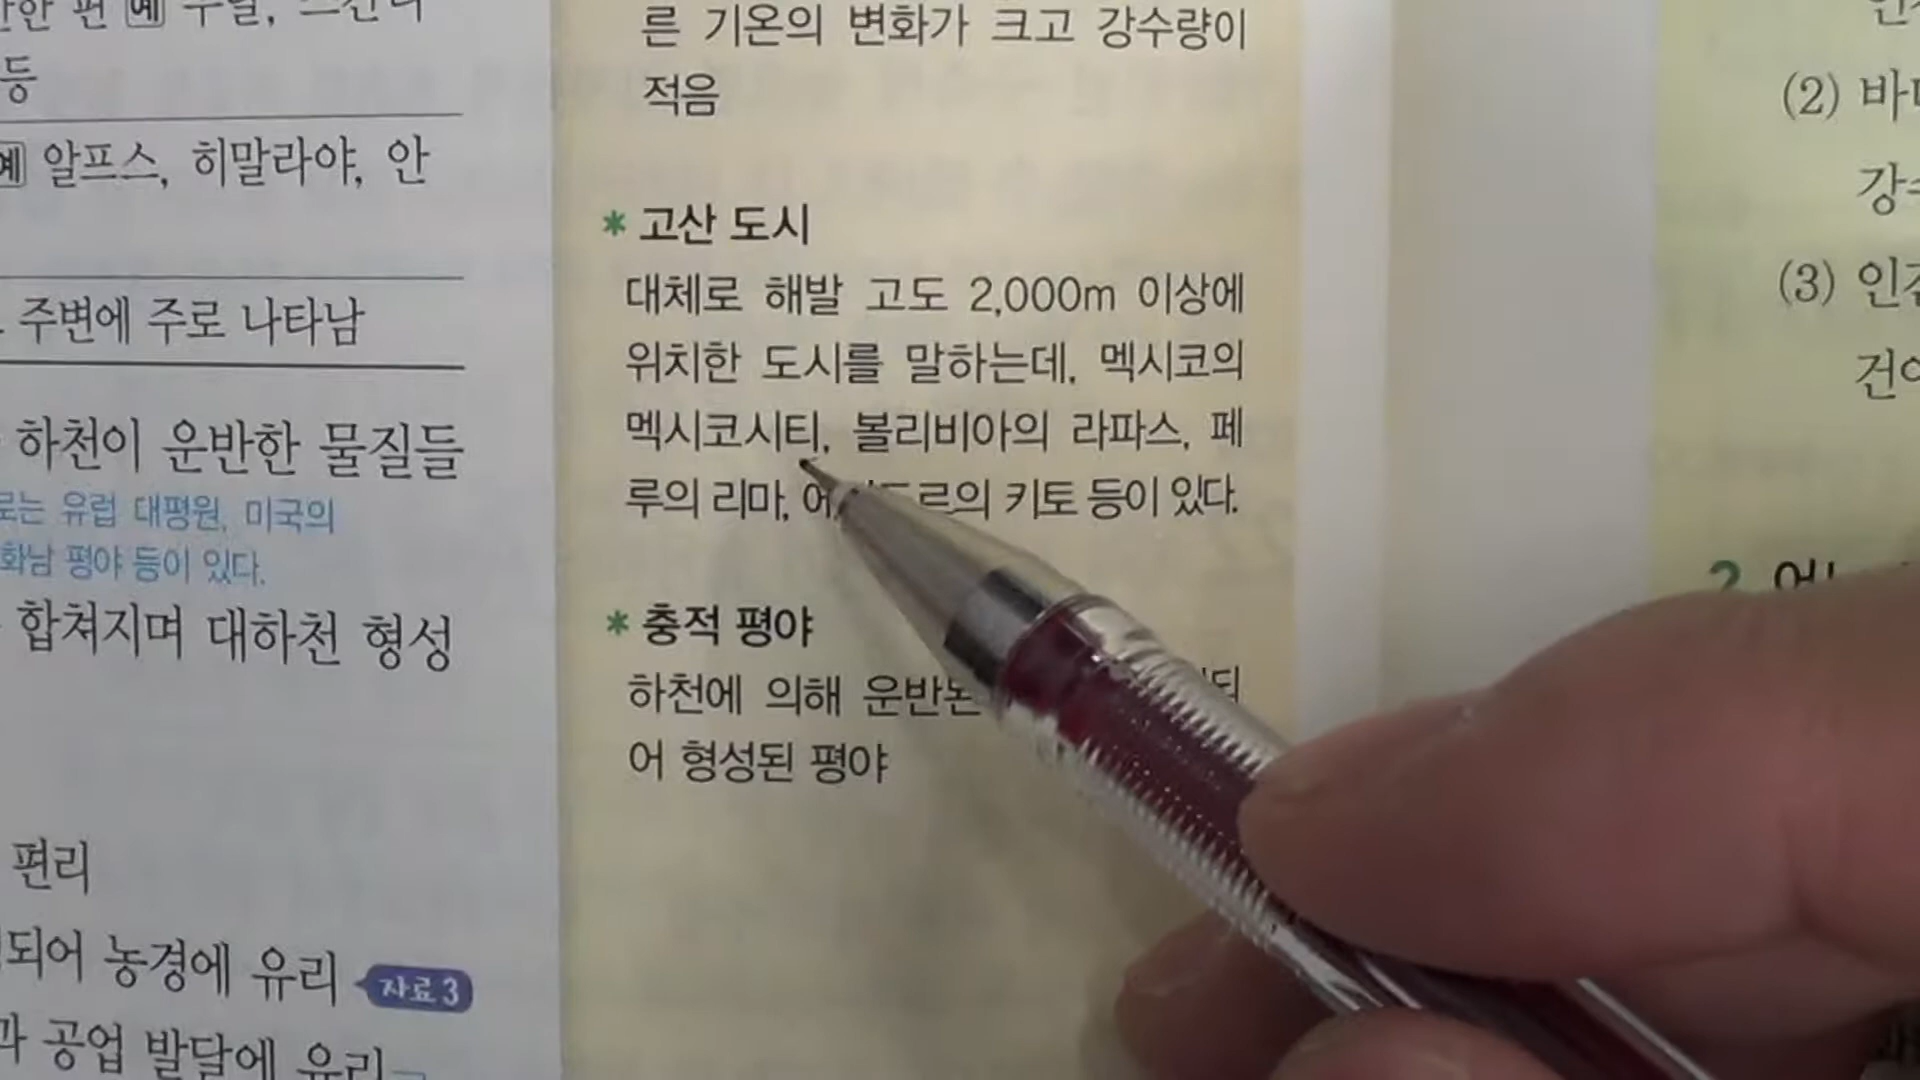 등
예 알프스, 히말라야, 안
주변에 주로 나타남
하천이 운반한 물질들
로는 유럽 대평원, 미국의
화남 평야 등이 있다.
합쳐지며 대하천 형성
편리
되어 농경에 유리 자료3
과 공업 발달에 유리
른 기온의 변화가 크고 강수량이
적음
* 고산 도시
대체로 해발 고도 2,000m 이상에
위치한 도시를 말하는데, 멕시코의
멕시코시티, 볼리비아의 라파스, 페
루의 리마, 르의 키토 등이 있다.
* 충적 평야
하천에 의해 운반된 되
어 형성된 평야
(2) 바
강
(3) 인
건
2